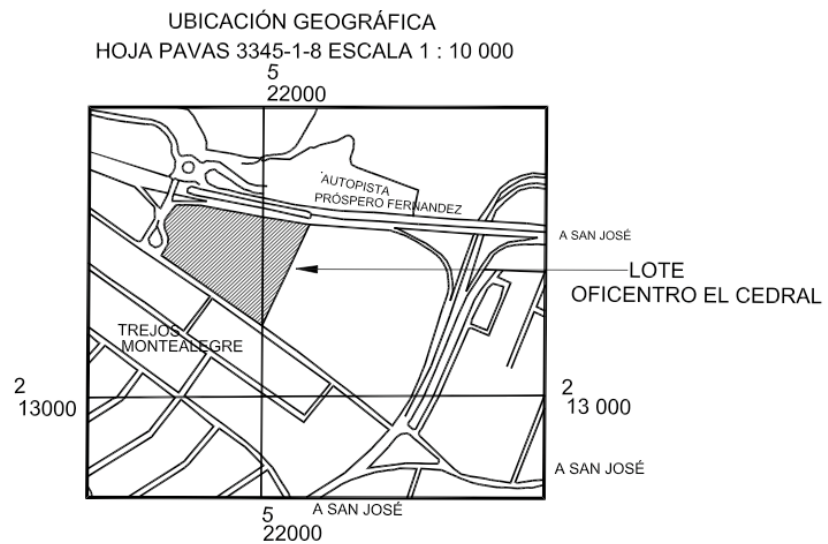 UBICACIÓN GEOGRÁFICA
HOJA PAVAS 3345-1-8 ESCALA 1 : 10 000
5
22000
AUTOPISTA
PRÓSPERO FERNANDEZ
A SAN JOSÉ
LOTE
OFICENTRO EL CEDRAL
TREJOS
MONTEALEGRE
2
13000
2
13 000
A SAN JOSÉ
A SAN JOSÉ
5
22000